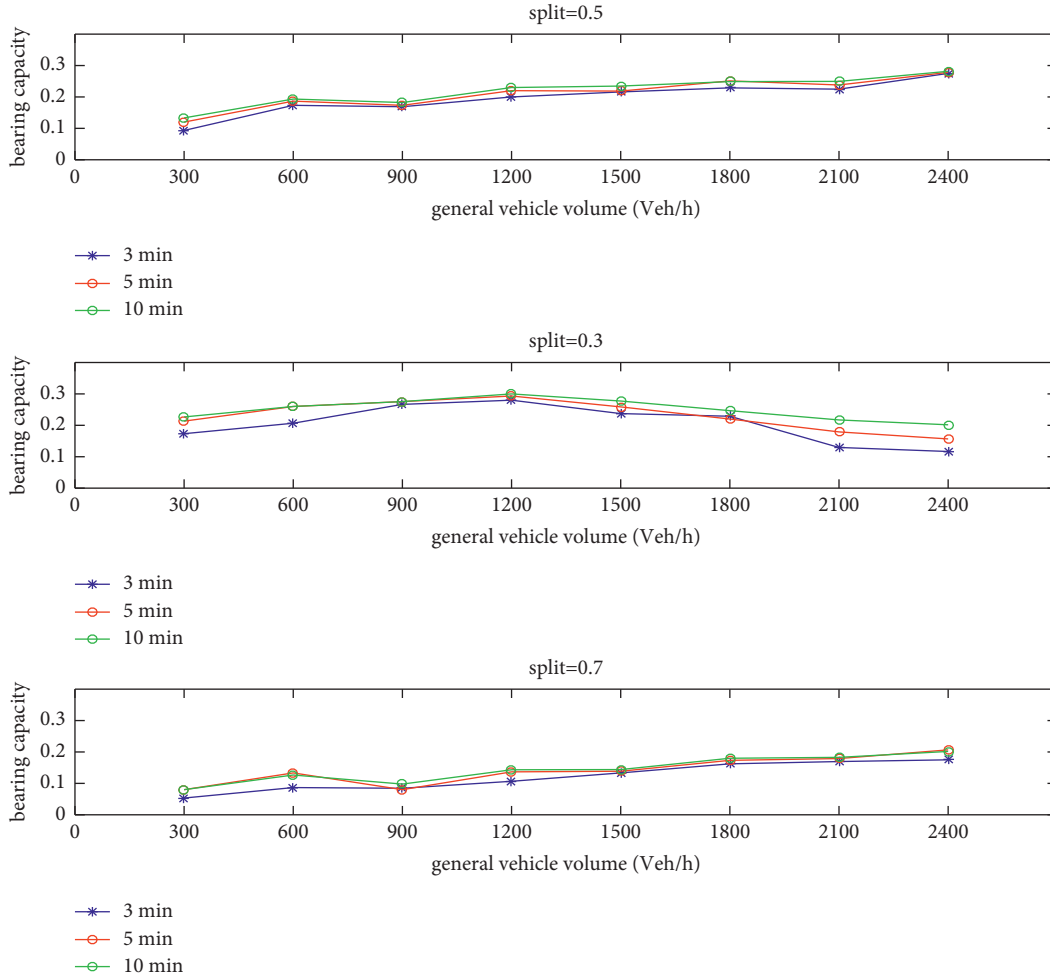 split=0.5
bearing capacity
0.3
0.2
0.1
0
0 300 600 900 1200 1500 1800 2100 2400
general vehicle volume (Veh/h)
3 min
5 min
10 min
split=0.3
bearing capacity
0.3
0.2
0.1
0
0 300 600 900 1200 1500 1800 2100 2400
general vehicle volume (Veh/h)
3 min
5 min
10 min
split=0.7
bearing capacity
0.3
0.2
0.1
0
0 300 600 900 1200 1500 1800 2100 2400
general vehicle volume (Veh/h)
3 min
5 min
10 min